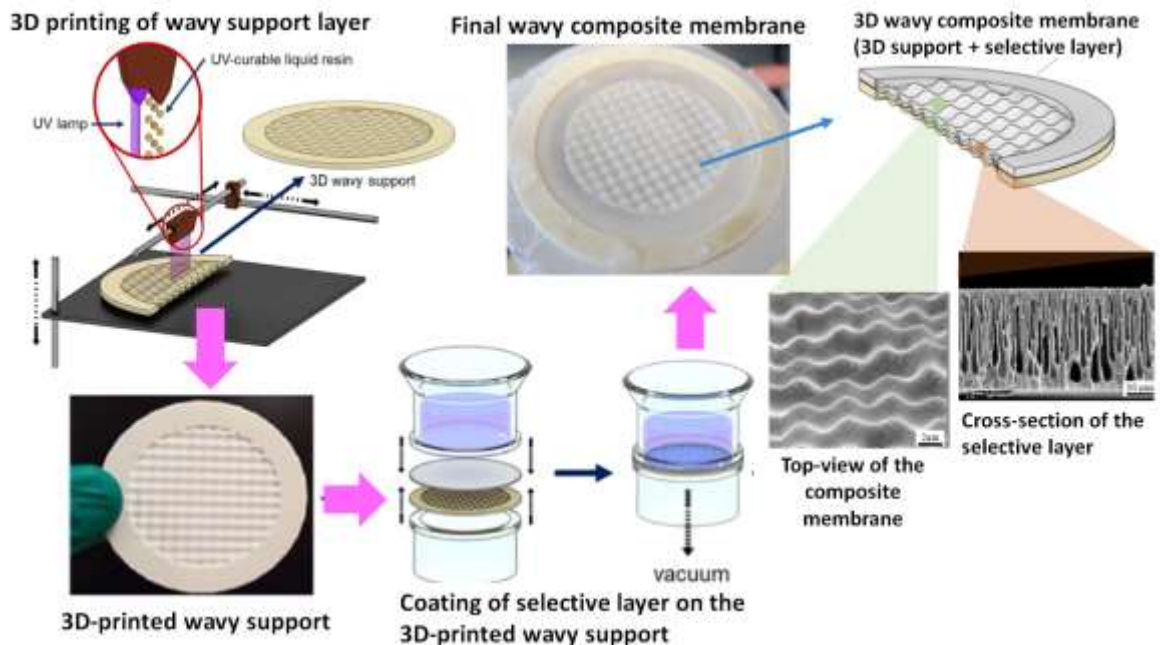 3D printing of wavy support layer
UV-curable liquid resin
UV lamp
3D wavy support
Final wavy composite membrane
3D wavy composite membrane
(3D support + selective layer)
Top-view of the
composite
membrane
Cross-section of the
selective layer
3D-printed wavy support
Coating of selective layer on the
3D-printed wavy support
vacuum